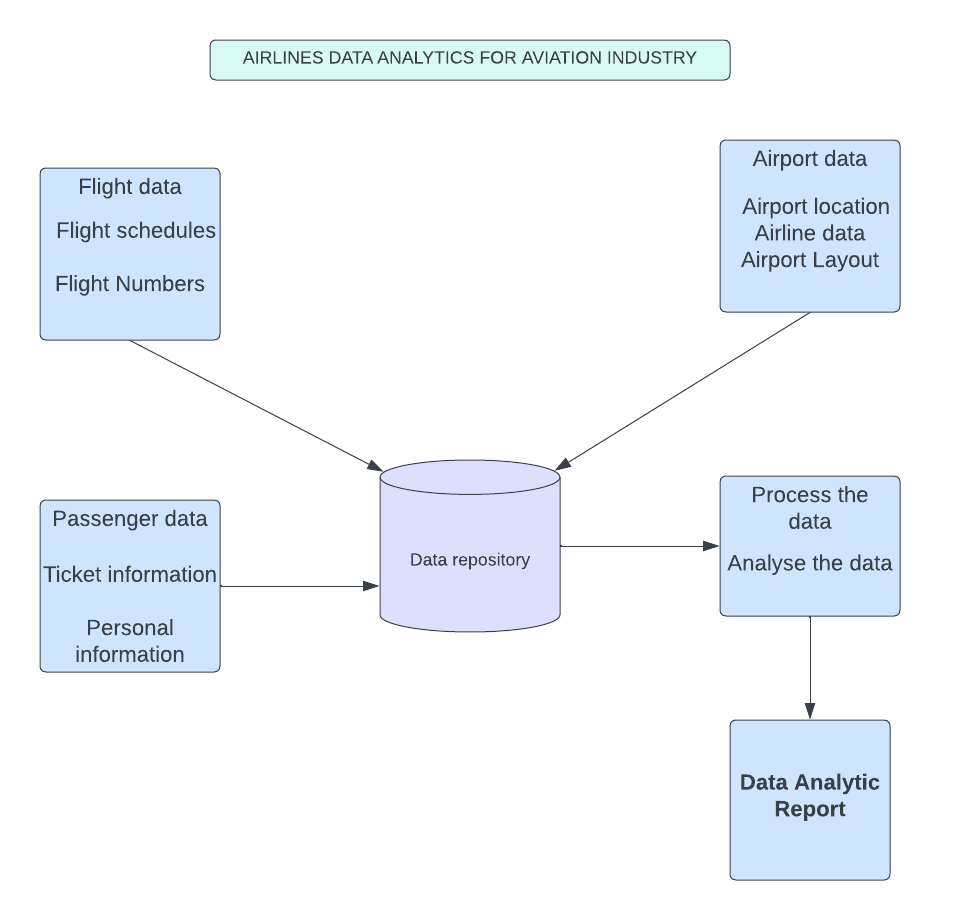 AIRLINES DATA ANALYTICS FOR AVIATION INDUSTRY
Flight data
Flight schedules
Flight Numbers
Airport data
Airport location
Airline data
Airport Layout
Passenger data
Ticket information
Personal
information
Data repository
Process the
data
Analyse the data
Data Analytic
Report